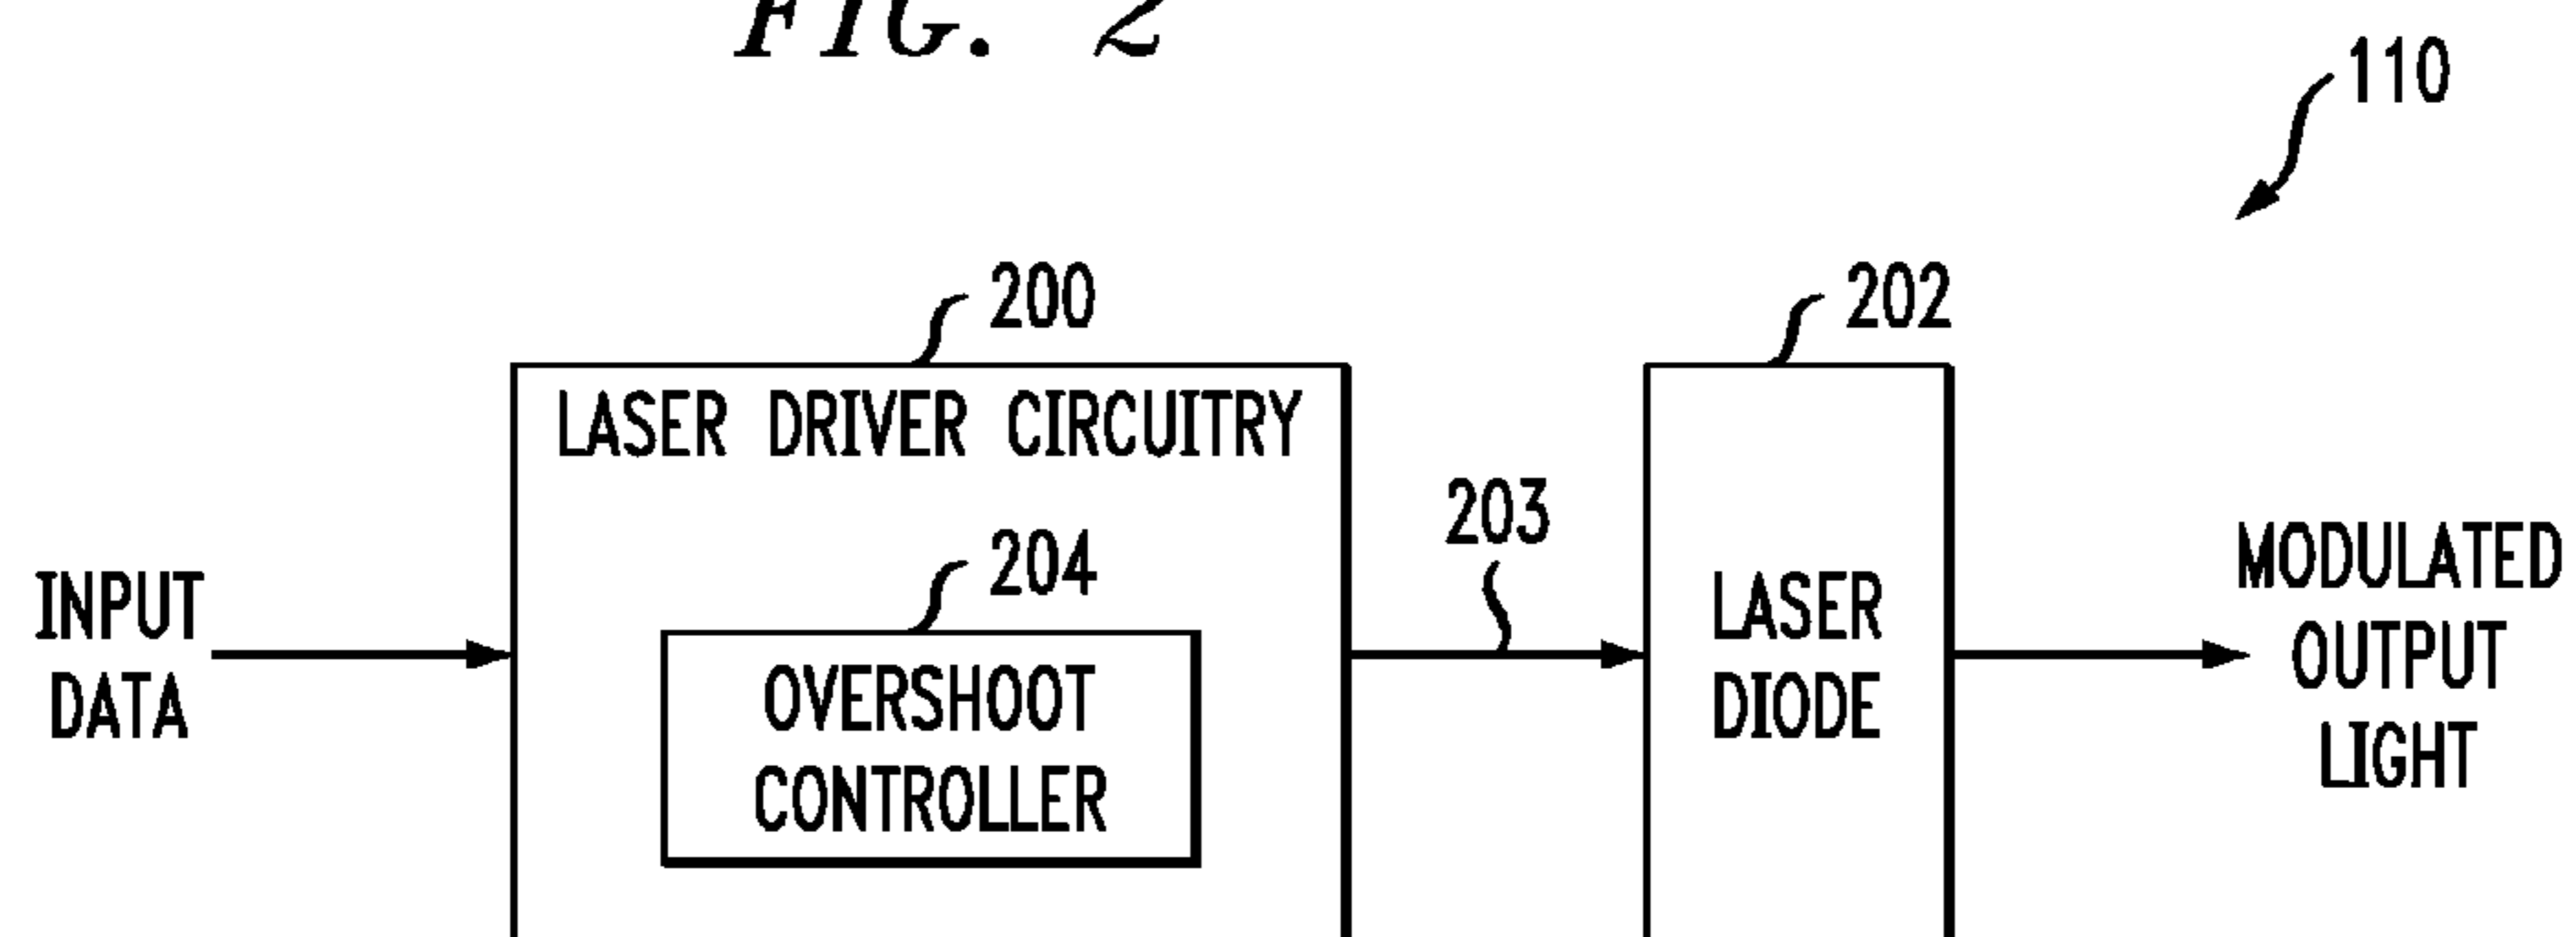 FIG. 2
110
200
202
LASER DRIVER CIRCUITRY
203
204
INPUT
DATA
OVERSHOOT
CONTROLLER
LASER
DIODE
MODULATED
OUTPUT
LIGHT